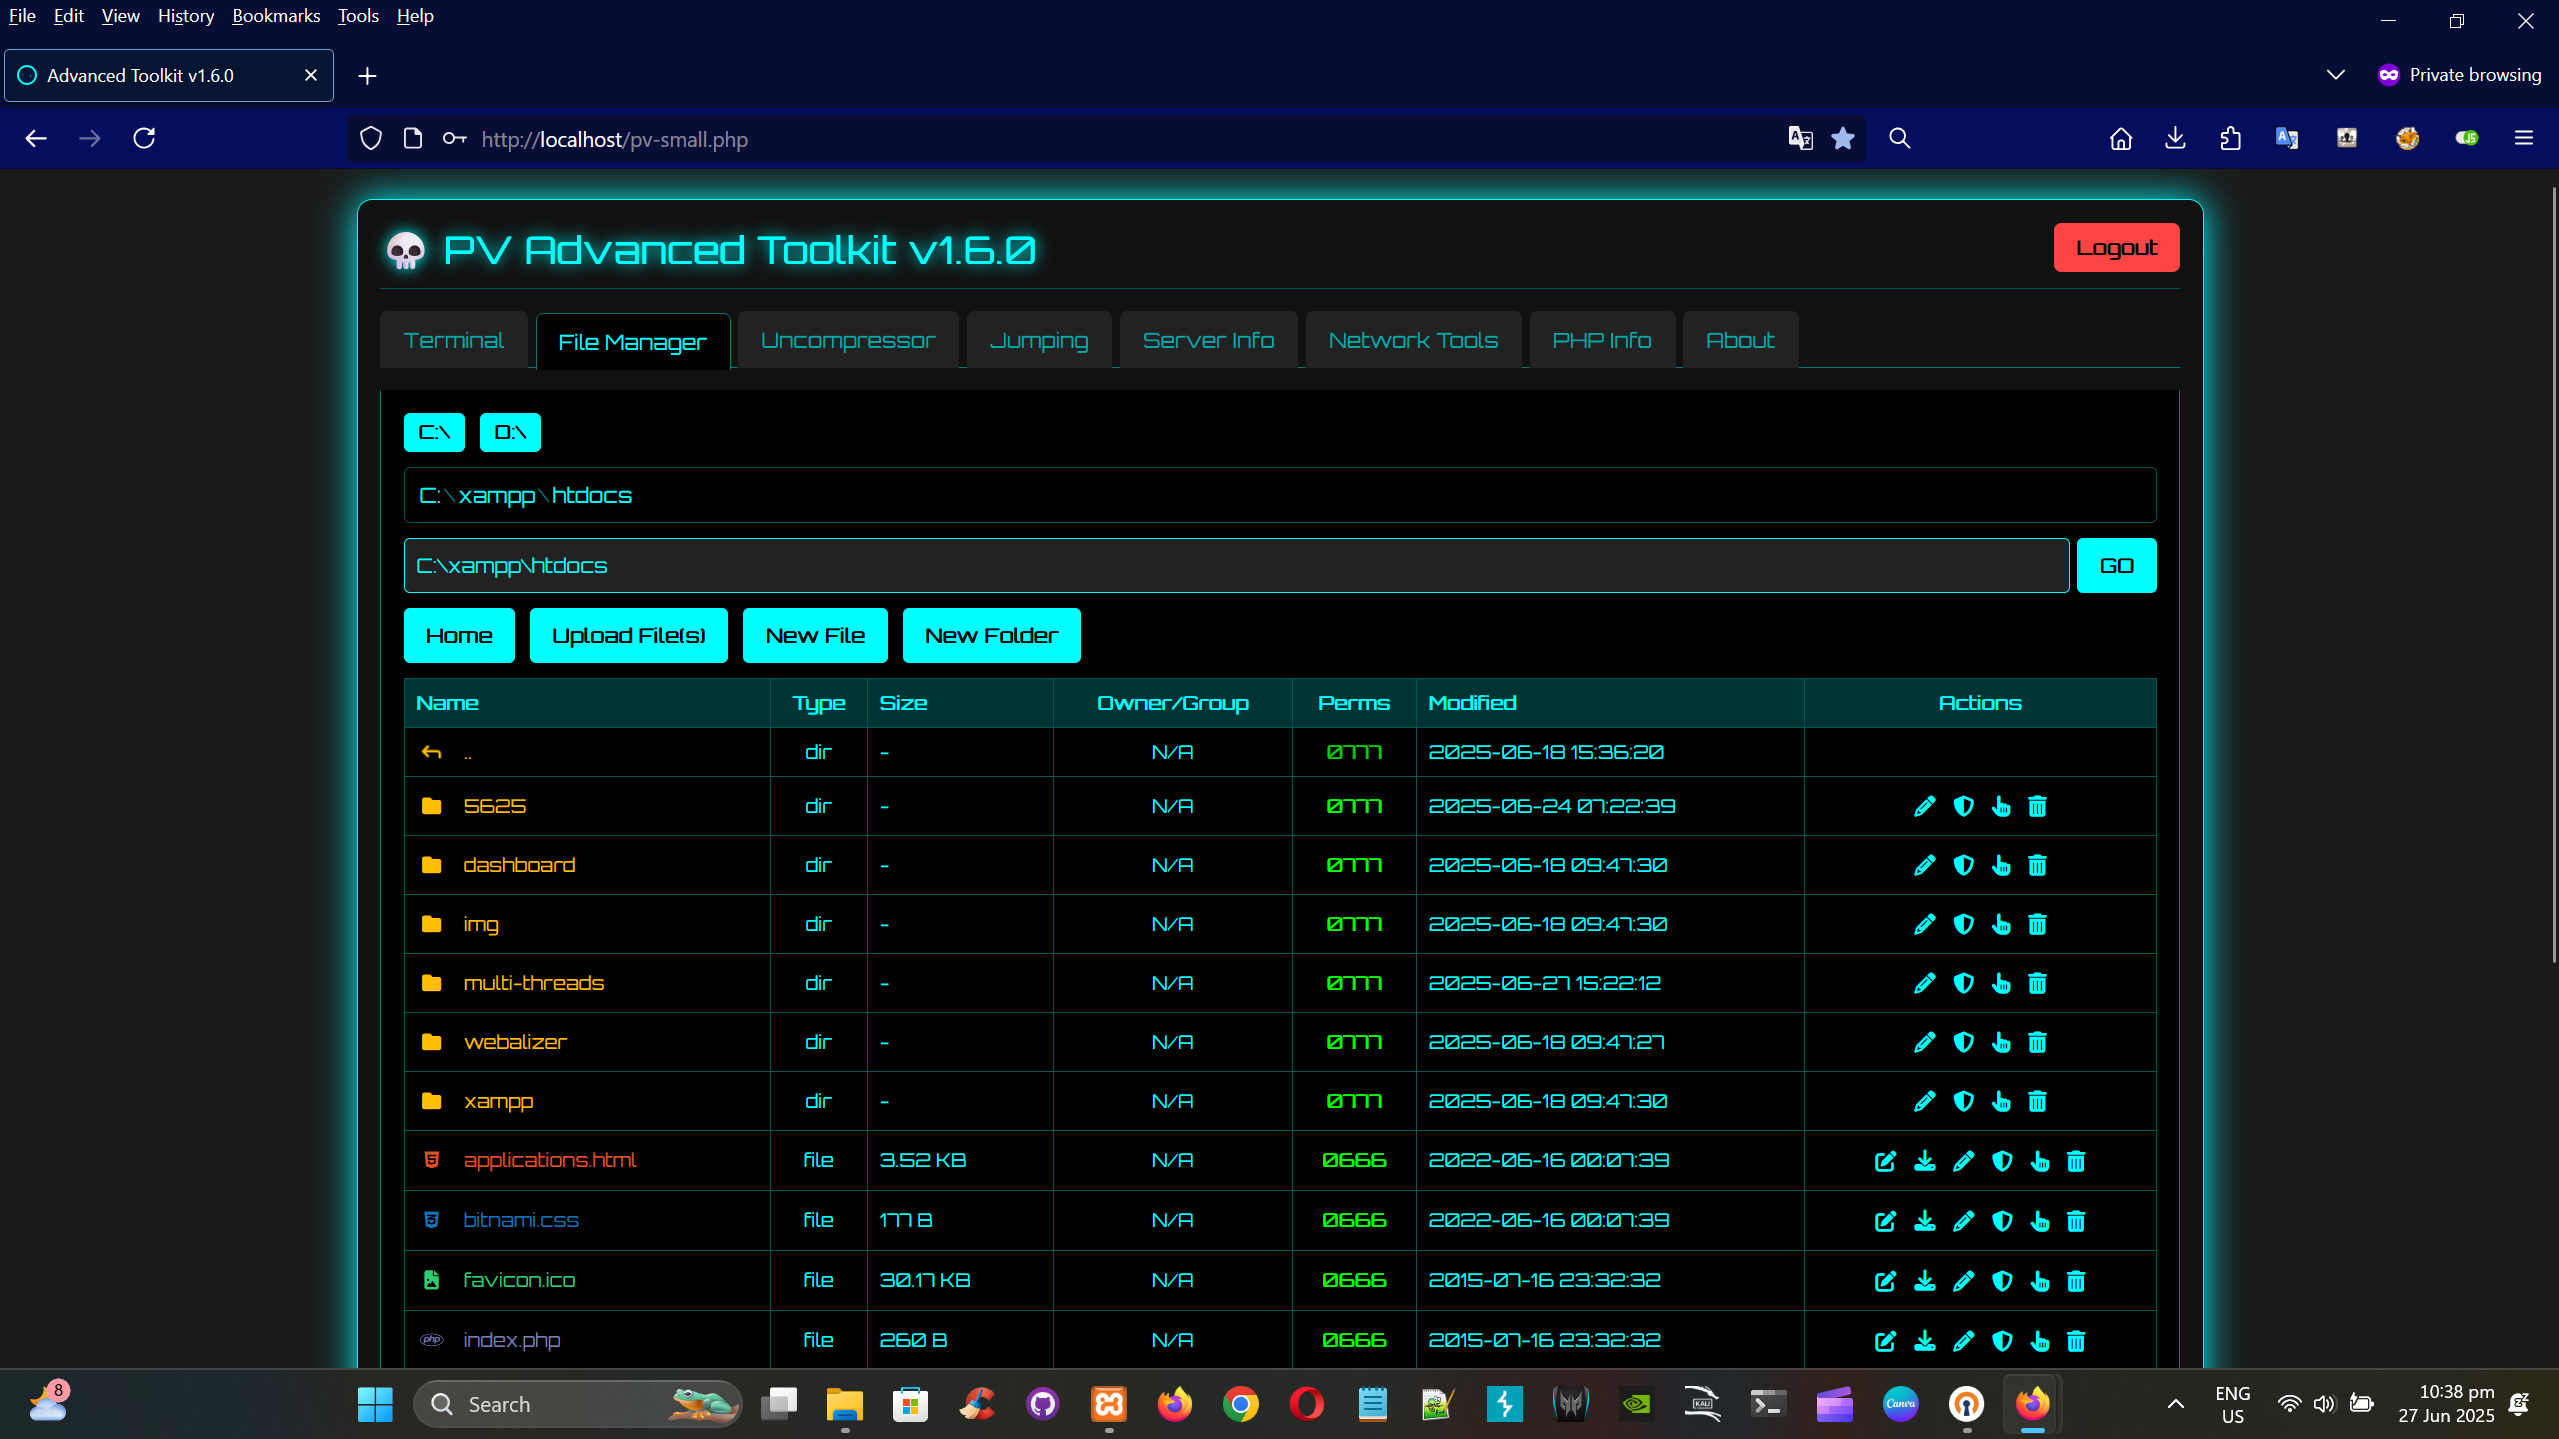 File Edit View History Bookmarks Tools Help
Advanced Toolkit v1.6.0
Private browsing
http://localhost/pv-small.php
PV Advanced Toolkit v1.6.0
Logout
Terminal File Manager Uncompressor Jumping Server Info Network Tools PHP Info About
C:\ D:\
C: \ xampp \ htdocs
C:\xampp\htdocs GO
Home Upload File(s) New File New Folder
Name Type Size Owner/Group Perms Modified Actions
.. dir - N/A 0777 2025-06-18 15:36:20
5625 dir - N/A 0777 2025-06-24 07:22:39
dashboard dir - N/A 0777 2025-06-18 09:47:30
img dir - N/A 0777 2025-06-18 09:47:30
multi-threads dir - N/A 0777 2025-06-27 15:22:12
webalizer dir - N/A 0777 2025-06-18 09:47:27
xampp dir - N/A 0777 2025-06-18 09:47:30
applications.html file 3.52 KB N/A 0666 2022-06-16 00:07:39
bitnami.css file 177 B N/A 0666 2022-06-16 00:07:39
favicon.ico file 30.17 KB N/A 0666 2015-07-16 23:32:32
php index.php file 260 B N/A 0666 2015-07-16 23:32:32
8
Search
KALI
Canva
ENG
US
10:38 pm
27 Jun 2025